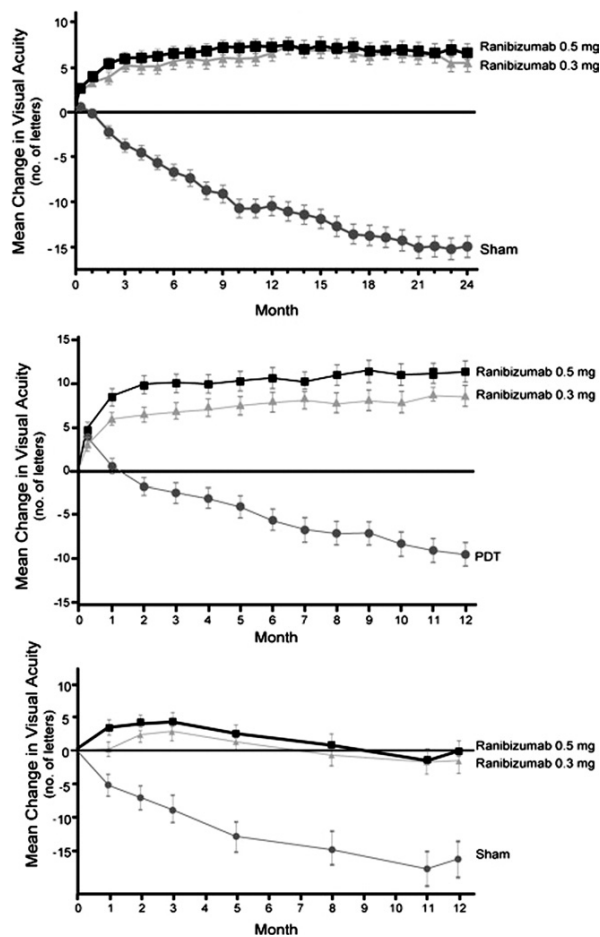 Mean Change in Visual Acuity
(no. of letters)
10
5
0
-5
-10
-15
0 3 6 9 12 15 18 21 24
Month
Ranibizumab 0.5 mg
Ranibizumab 0.3 mg
Sham
Mean Change in Visual Acuity
(no. of letters)
15
10
5
0
-5
-10
-15
0 1 2 3 4 5 6 7 8 9 10 11 12
Month
Ranibizumab 0.5 mg
Ranibizumab 0.3 mg
PDT
Mean Change in Visual Acuity
(no. of letters)
10
5
0
-5
-10
-15
0 1 2 3 4 5 6 7 8 9 10 11 12
Month
Ranibizumab 0.5 mg
Ranibizumab 0.3 mg
Sham